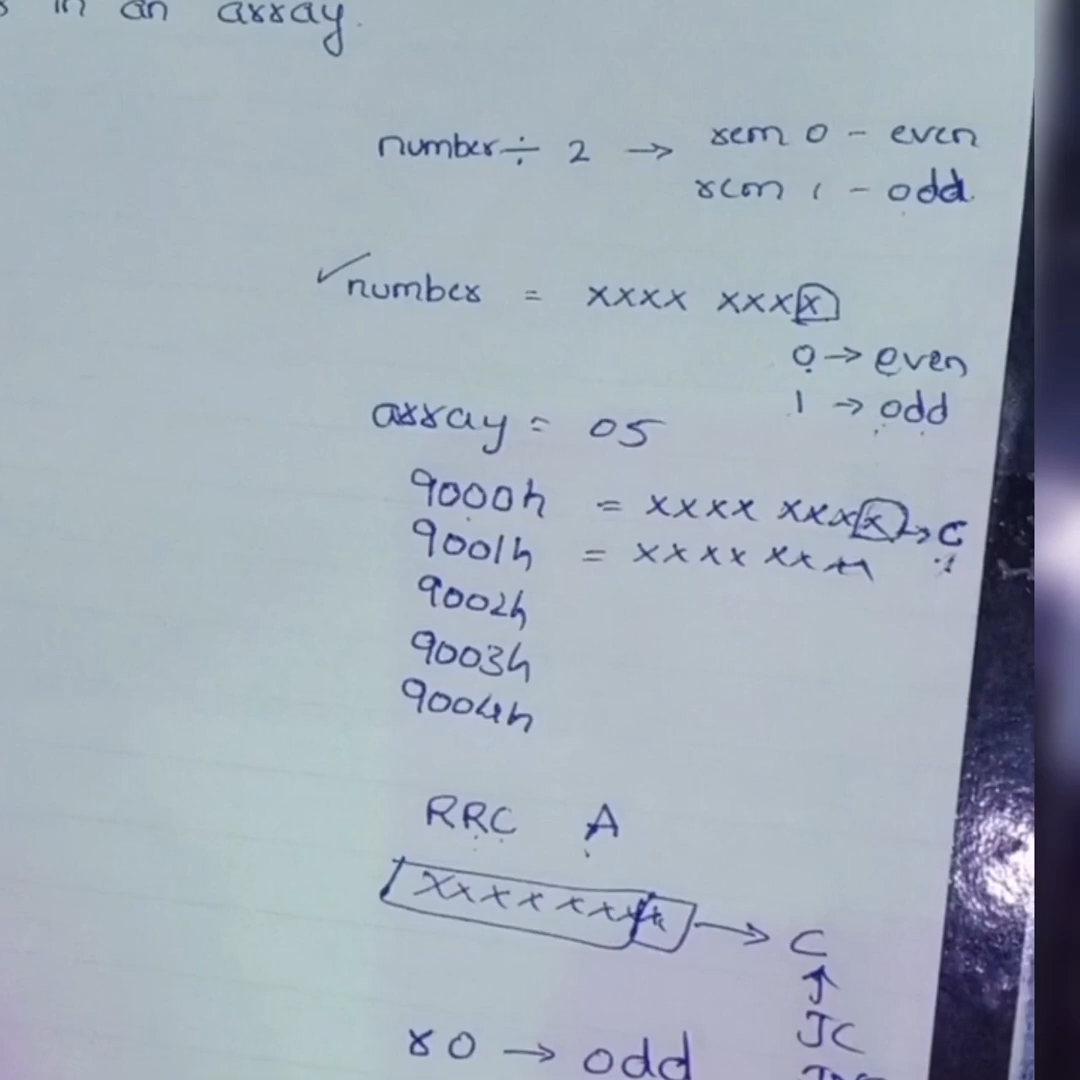 in an array.
number ÷ 2 → rem 0 - even
rem 1 - odd.
✓number = xxxx xxxx
0 → even
1 → odd
array = 05
9000h = xxxx xxxx → C
9001h = xxxx xxxx
9002h
9003h
9004h
RRC A
xxxxxxxx → C
↑
JC
r0 → odd